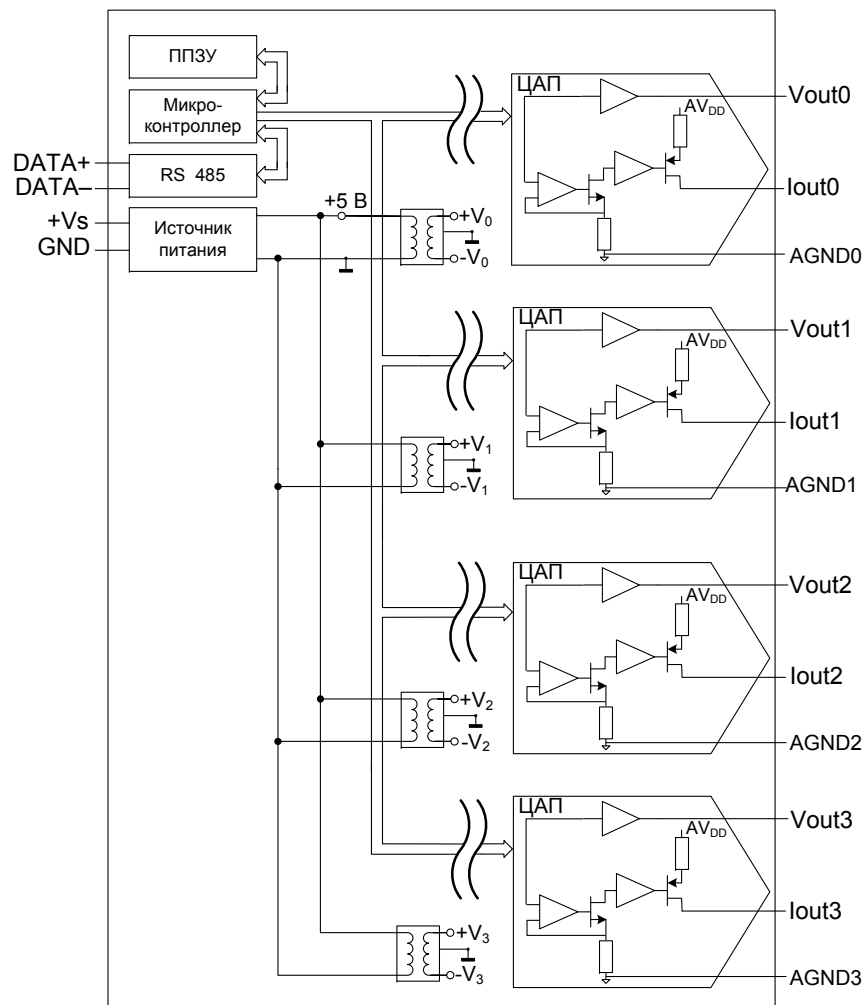 ППЗУ
Микро-
контроллер
RS 485
Источник
питания
DATA+
DATA–
+Vs
GND
+5 В
+V0
-V0
ЦАП
AVDD
Vout0
Iout0
AGND0
+V1
-V1
ЦАП
AVDD
Vout1
Iout1
AGND1
+V2
-V2
ЦАП
AVDD
Vout2
Iout2
AGND2
+V3
-V3
ЦАП
AVDD
Vout3
Iout3
AGND3